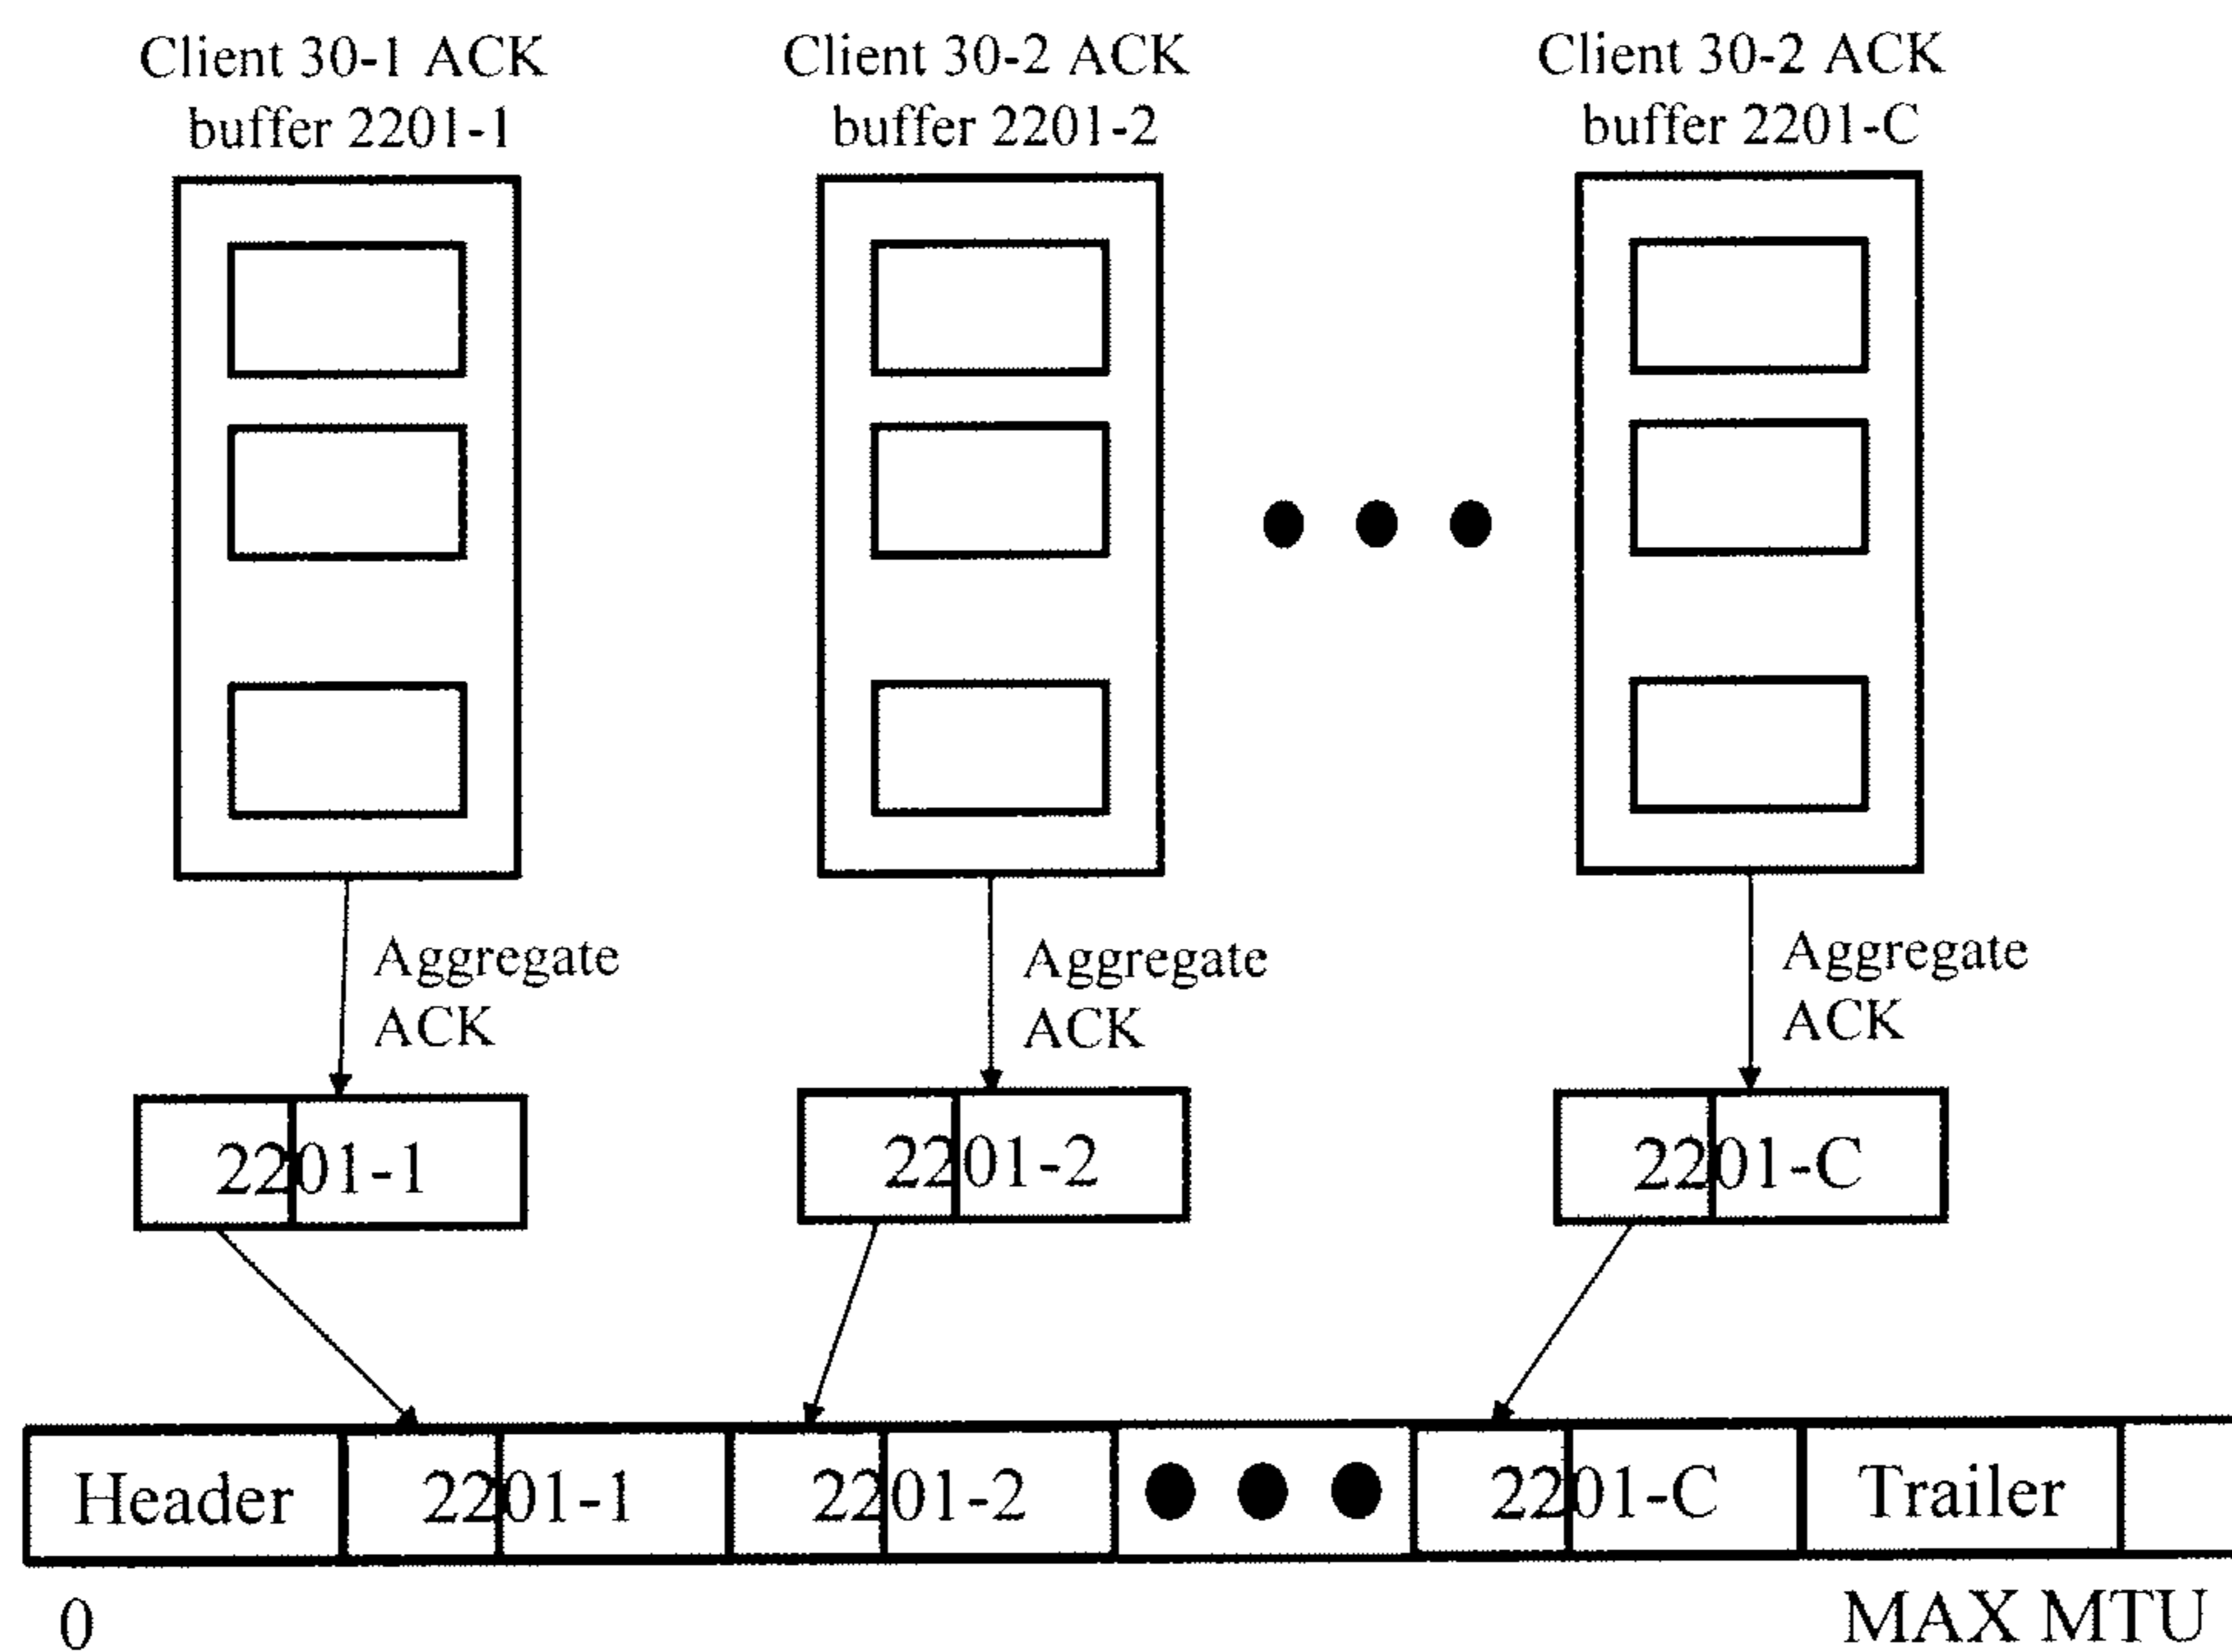 Client 30-1 ACK
buffer 2201-1
Client 30-2 ACK
buffer 2201-2
Client 30-2 ACK
buffer 2201-C
Aggregate
ACK
Aggregate
ACK
Aggregate
ACK
2201-1
2201-2
2201-C
Header
2201-1
2201-2
2201-C
Trailer
0
MAX MTU